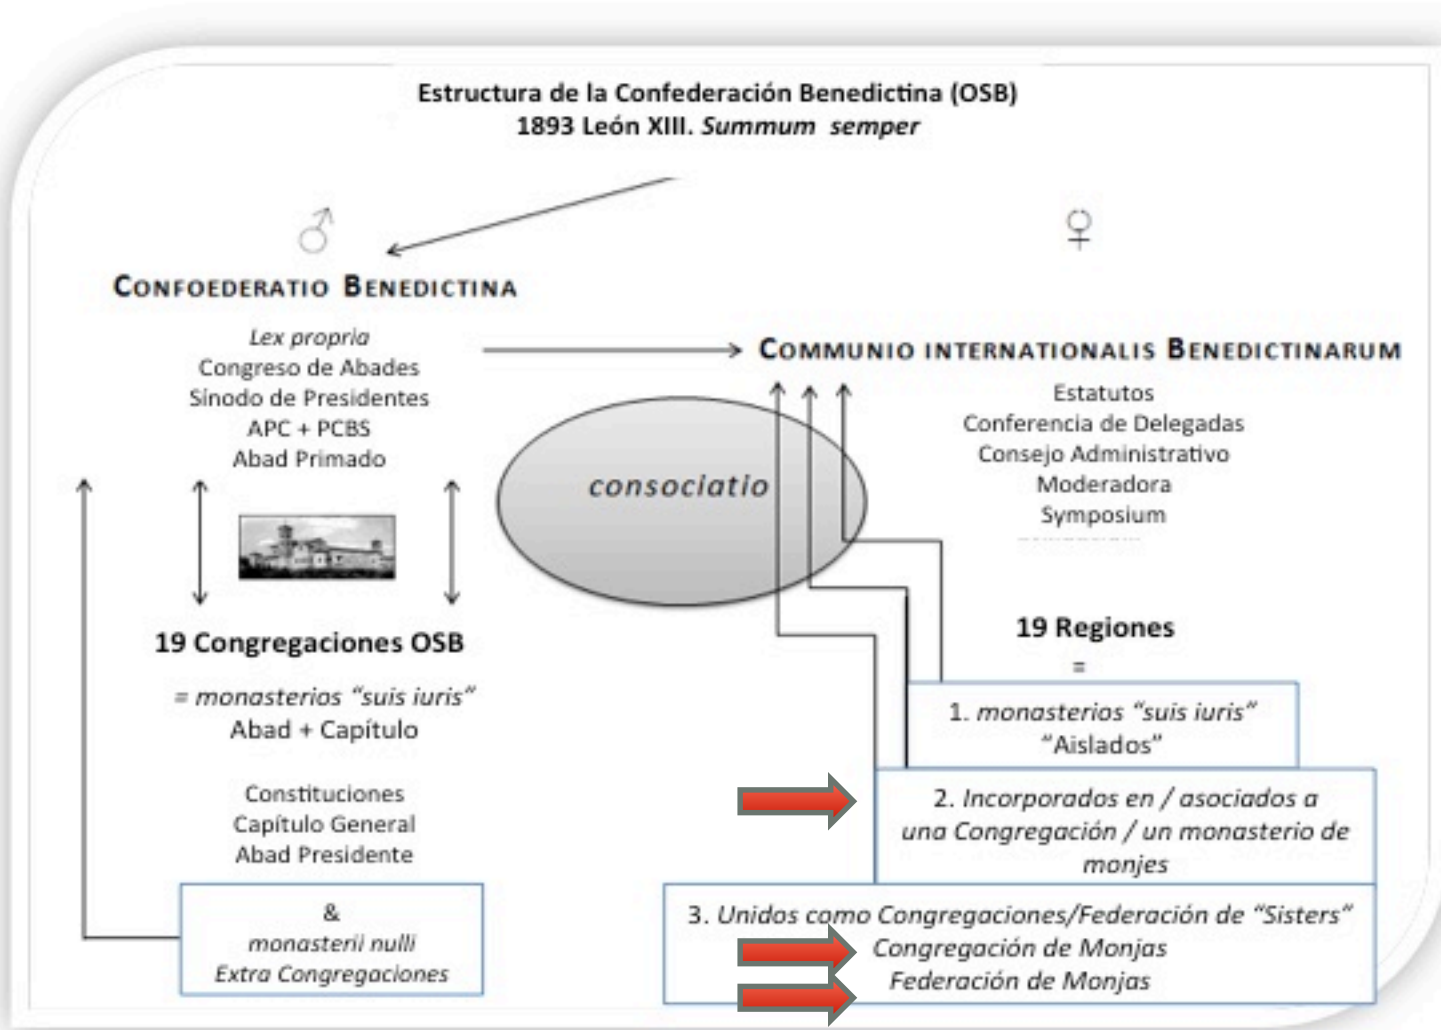 Estructura de la Confederación Benedictina (OSB)
1893 León XIII. Summum semper
CONFOEDERATIO BENEDICTINA
Lex propria
Congreso de Abades
Sínodo de Presidentes
APC + PCBS
Abad Primado
19 Congregaciones OSB
= monasterios “suis iuris”
Abad + Capítulo
Constituciones
Capítulo General
Abad Presidente
&
monasterii nulli
Extra Congregaciones
consociatio
COMMUNIO INTERNATIONALIS BENEDICTINARUM
Estatutos
Conferencia de Delegadas
Consejo Administrativo
Moderadora
Symposium
19 Regiones
=
1. monasterios “suis iuris”
“Aislados”
2. Incorporados en / asociados a
una Congregación / un monasterio de
monjes
3. Unidos como Congregaciones/Federación de “Sisters”
Congregación de Monjas
Federación de Monjas